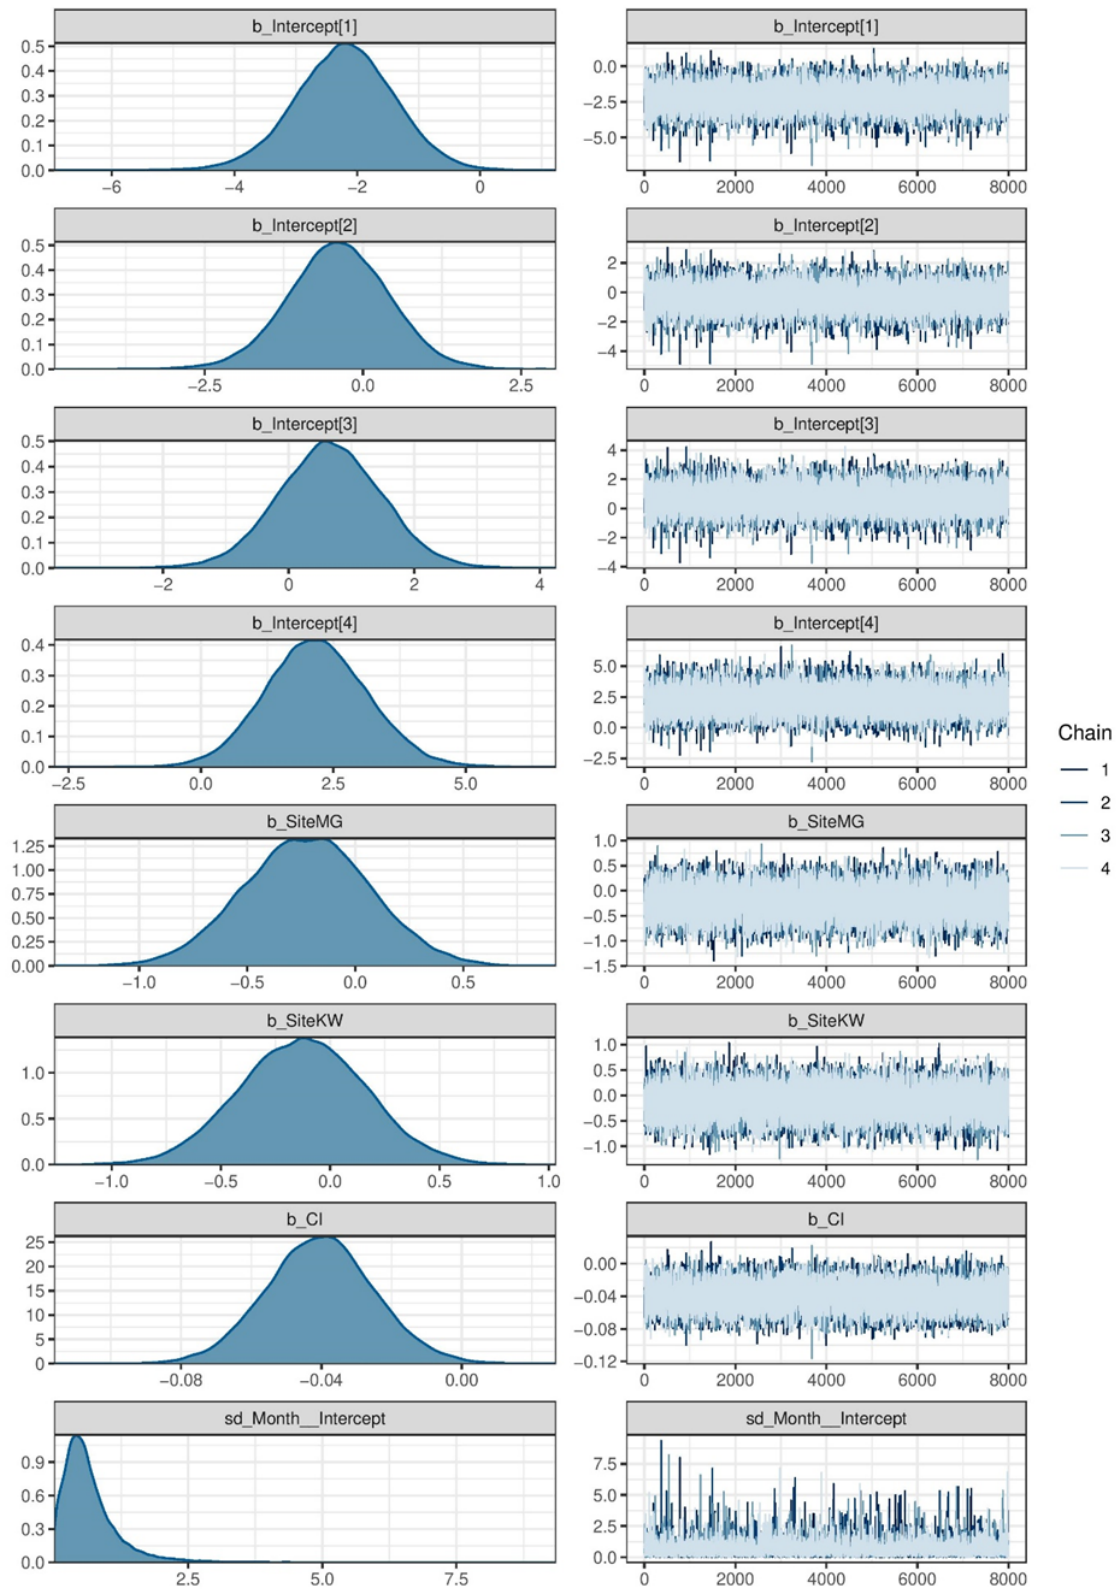 b_Intercept[1]
0.5
0.4
0.3
0.2
0.1
0.0
−6 −4 −2 0
b_Intercept[1]
0.0
−2.5
−5.0
0 2000 4000 6000 8000
b_Intercept[2]
0.5
0.4
0.3
0.2
0.1
0.0
−2.5 0.0 2.5
b_Intercept[2]
2
0
−2
−4
0 2000 4000 6000 8000
b_Intercept[3]
0.5
0.4
0.3
0.2
0.1
0.0
−2 0 2 4
b_Intercept[3]
4
2
0
−2
−4
0 2000 4000 6000 8000
b_Intercept[4]
0.4
0.3
0.2
0.1
0.0
−2.5 0.0 2.5 5.0
b_Intercept[4]
5.0
2.5
0.0
−2.5
0 2000 4000 6000 8000
b_SiteMG
1.25
1.00
0.75
0.50
0.25
0.00
−1.0 −0.5 0.0 0.5
b_SiteMG
1.0
0.5
0.0
−0.5
−1.0
−1.5
0 2000 4000 6000 8000
b_SiteKW
1.0
0.5
0.0
−1.0 −0.5 0.0 0.5 1.0
b_SiteKW
1.0
0.5
0.0
−0.5
−1.0
0 2000 4000 6000 8000
b_CI
25
20
15
10
5
0
−0.08 −0.04 0.00
b_CI
0.00
−0.04
−0.08
−0.12
0 2000 4000 6000 8000
sd_Month__Intercept
0.9
0.6
0.3
0.0
2.5 5.0 7.5
sd_Month__Intercept
7.5
5.0
2.5
0.0
0 2000 4000 6000 8000
Chain
1
2
3
4